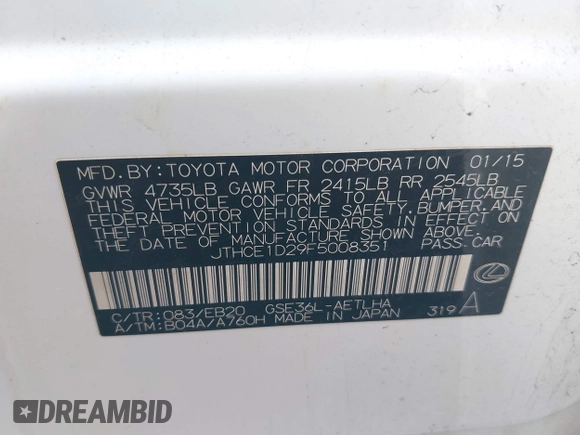 MFD.BY:TOYOTA MOTOR CORPORATION 01/15
GVWR 4735LB GAWR FR 2415LB RR 2545LB
THIS VEHICLE CONFORMS TO ALL APPLICABLE
FEDERAL MOTOR VEHICLE SAFETY, BUMPER, AND
THEFT PREVENTION STANDARDS IN EFFECT ON
THE DATE OF MANUFACTURE SHOWN ABOVE.
JTHCE1D29F5008351 PASS.CAR
C/TR:083/EB20 GSE36L-AETLHA
A/TM:B04A/A760H MADE IN JAPAN 319 A
DREAMBID